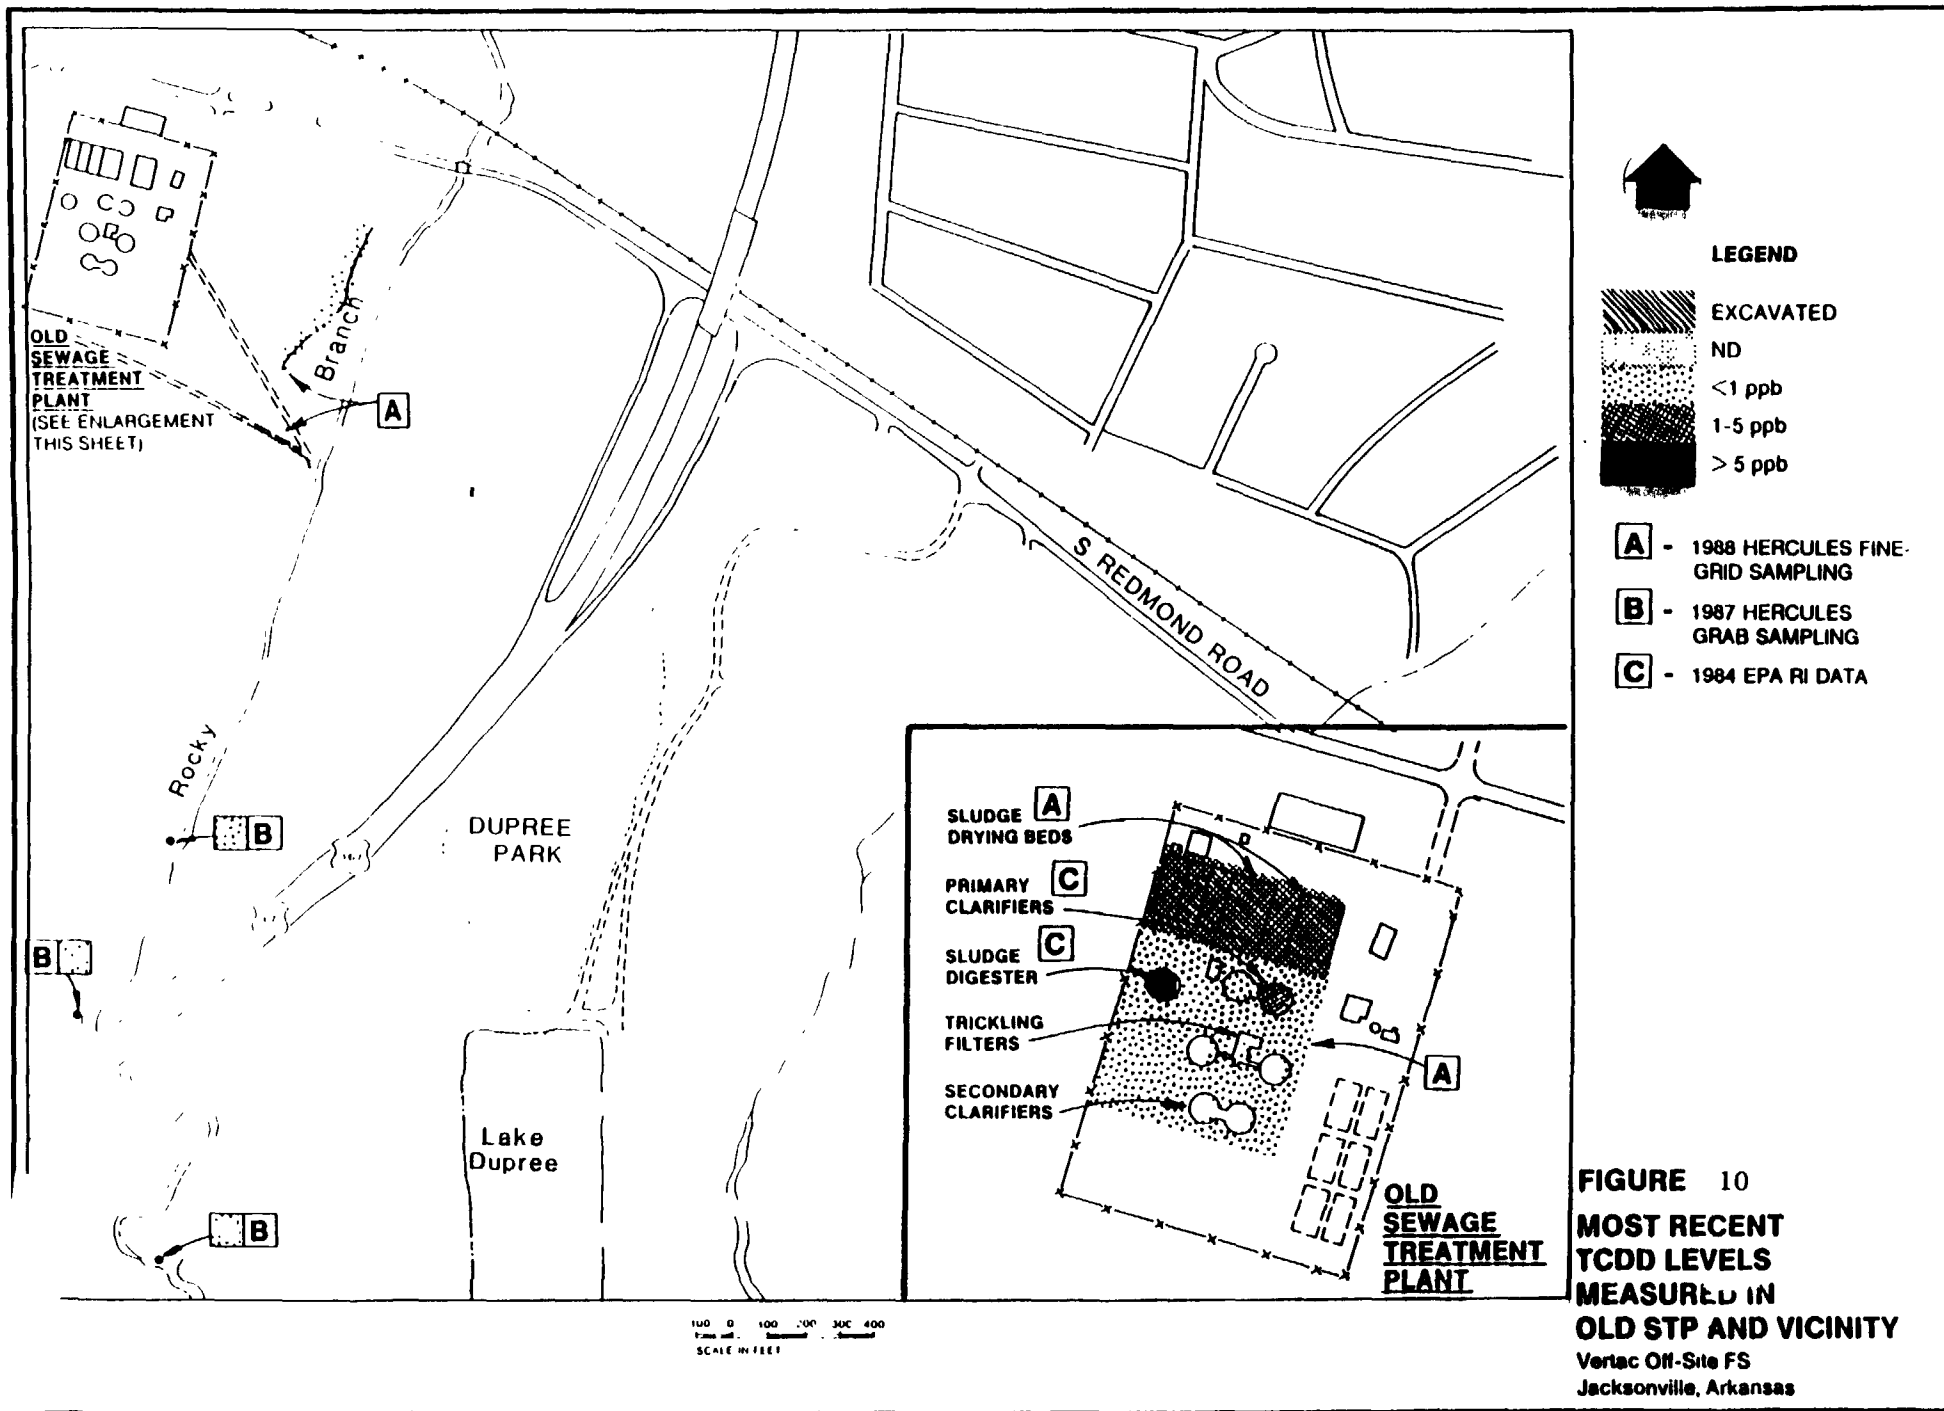 OLD
SEWAGE
TREATMENT
PLANT
(SEE ENLARGEMENT
THIS SHEET)
Branch
A
Rocky
B
B
B
DUPREE
PARK
Lake
Dupree
S REDMOND ROAD
SLUDGE A
DRYING BEDS
PRIMARY C
CLARIFIERS
SLUDGE C
DIGESTER
TRICKLING
FILTERS
SECONDARY
CLARIFIERS
A
OLD
SEWAGE
TREATMENT
PLANT
SCALE IN FEET
LEGEND
EXCAVATED
ND
<1 ppb
1-5 ppb
> 5 ppb
A - 1988 HERCULES FINE-
GRID SAMPLING
B - 1987 HERCULES
GRAB SAMPLING
C - 1984 EPA RI DATA
FIGURE 10
MOST RECENT
TCDD LEVELS
MEASURED IN
OLD STP AND VICINITY
Vertac Off-Site FS
Jacksonville, Arkansas